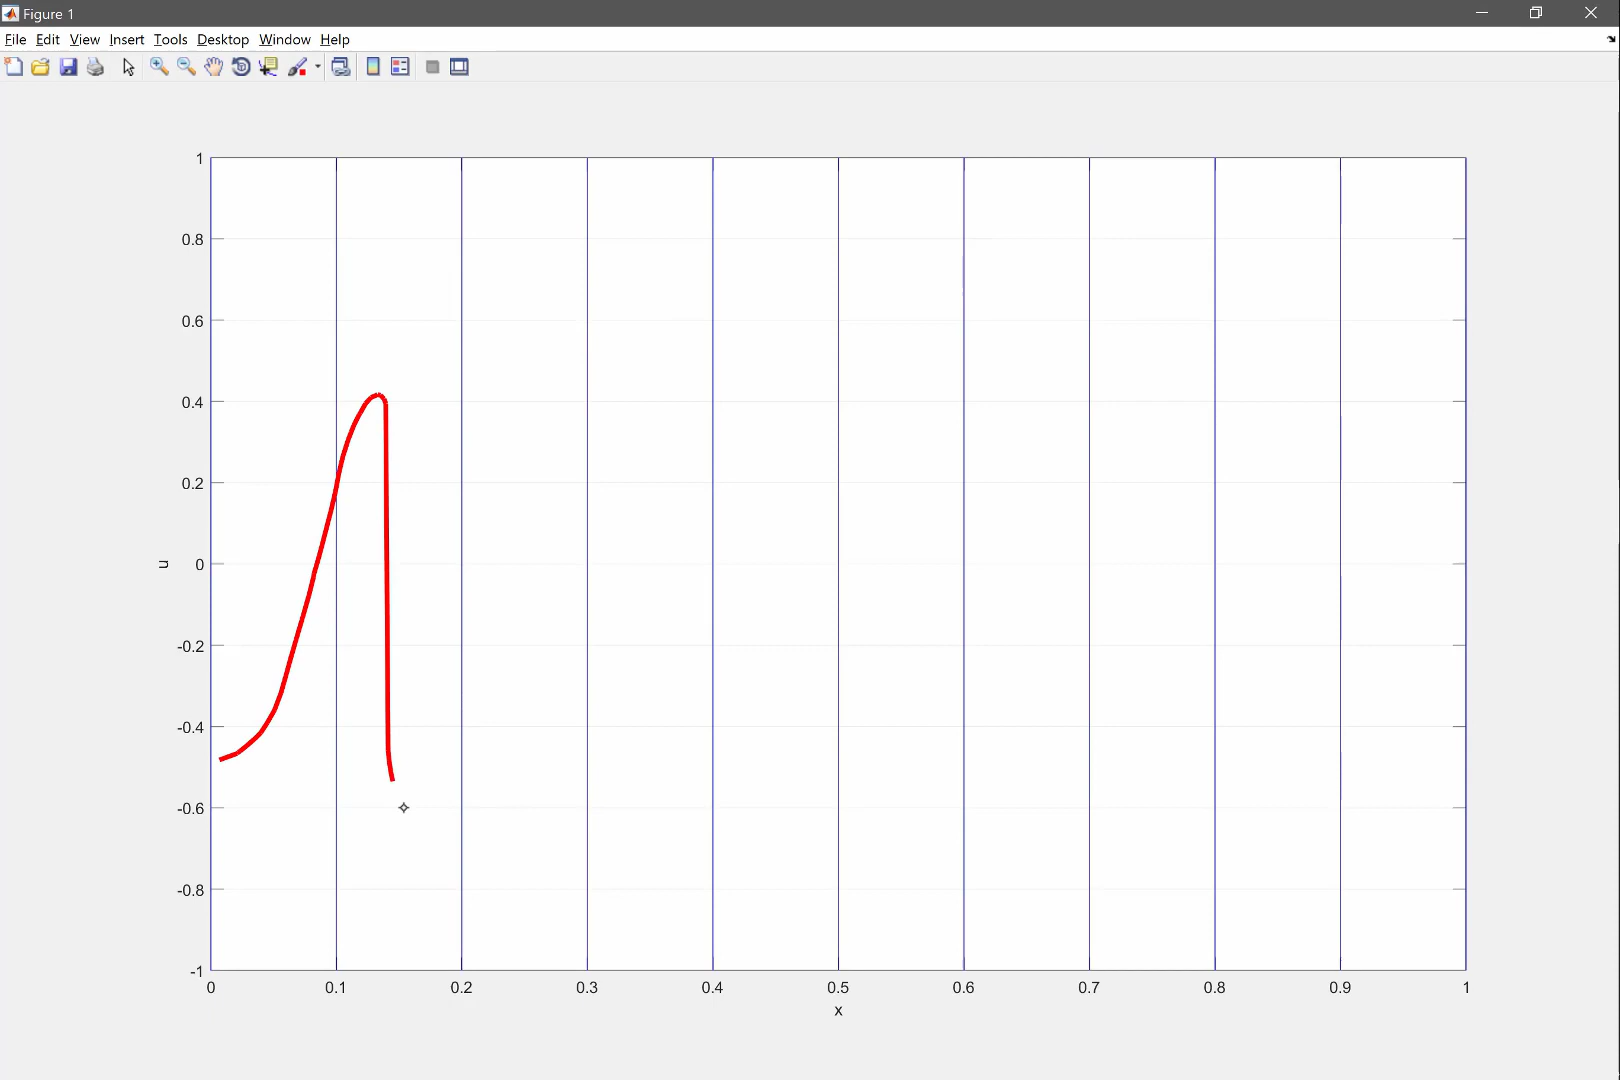 Figure 1
File Edit View Insert Tools Desktop Window Help
1
0.8
0.6
0.4
0.2
0
-0.2
-0.4
-0.6
-0.8
-1
u
0 0.1 0.2 0.3 0.4 0.5 0.6 0.7 0.8 0.9 1
x